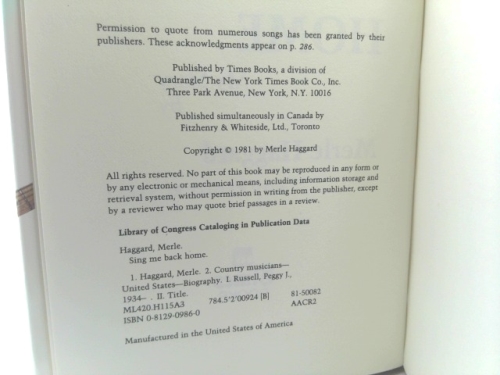 Permission to quote from numerous songs has been granted by their
publishers. These acknowledgments appear on p. 286.
Published by Times Books, a division of
Quadrangle/The New York Times Book Co., Inc.
Three Park Avenue, New York, N.Y. 10016
Published simultaneously in Canada by
Fitzhenry & Whiteside, Ltd., Toronto
Copyright © 1981 by Merle Haggard
All rights reserved. No part of this book may be reproduced in any form or
by any electronic or mechanical means, including information storage and
retrieval system, without permission in writing from the publisher, except
by a reviewer who may quote brief passages in a review.
Library of Congress Cataloging in Publication Data
Haggard, Merle.
Sing me back home.
1. Haggard, Merle. 2. Country musicians—
United States—Biography. I. Russell, Peggy J.,
1934- . II. Title.
ML420.H115A3 784.5'2'00924 [B] 81-50082
ISBN 0-8129-0986-0 AACR2
Manufactured in the United States of America